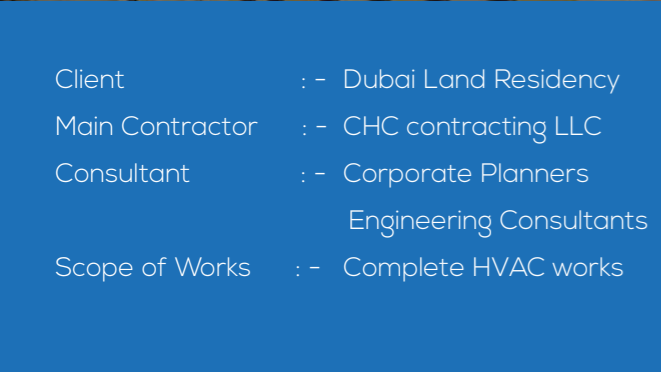 Client : - Dubai Land Residency
Main Contractor : - CHC contracting LLC
Consultant : - Corporate Planners
Engineering Consultants
Scope of Works : - Complete HVAC works